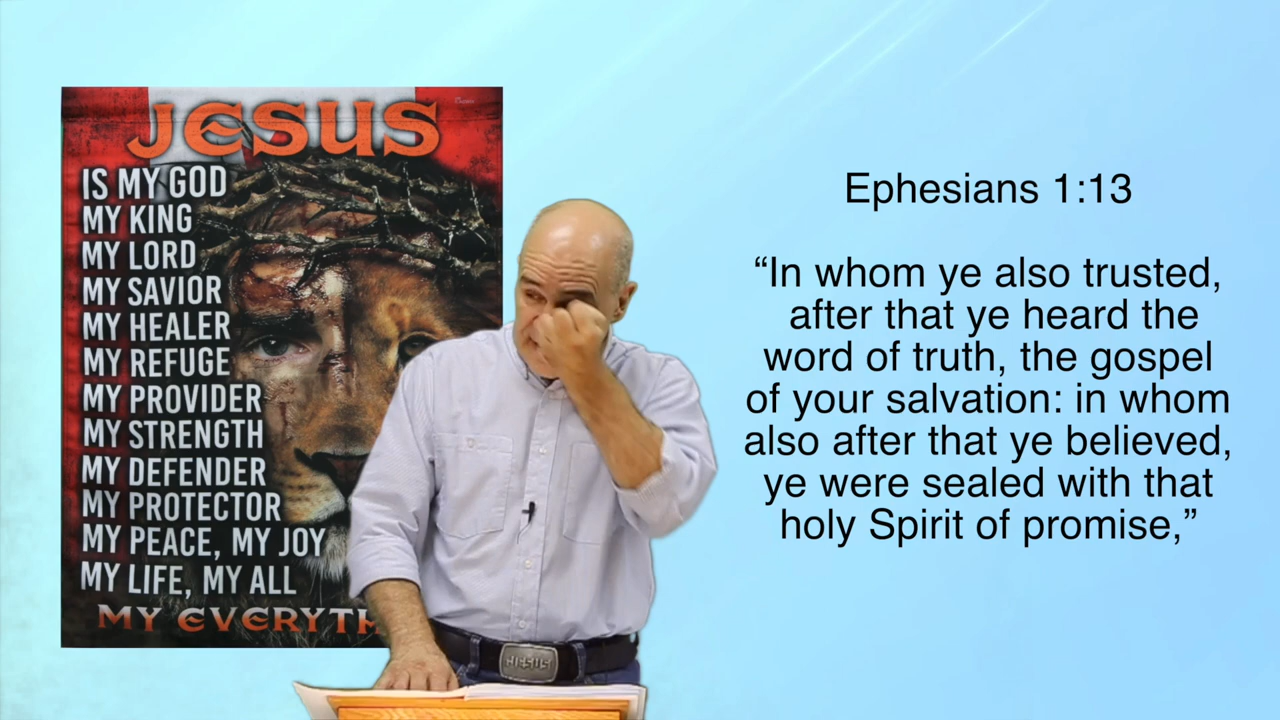 JESUS
IS MY GOD
MY KING
MY LORD
MY SAVIOR
MY HEALER
MY REFUGE
MY PROVIDER
MY STRENGTH
MY DEFENDER
MY PROTECTOR
MY PEACE, MY JOY
MY LIFE, MY ALL
MY EVERYTH
JESUS
Ephesians 1:13
“In whom ye also trusted,
after that ye heard the
word of truth, the gospel
of your salvation: in whom
also after that ye believed,
ye were sealed with that
holy Spirit of promise,”